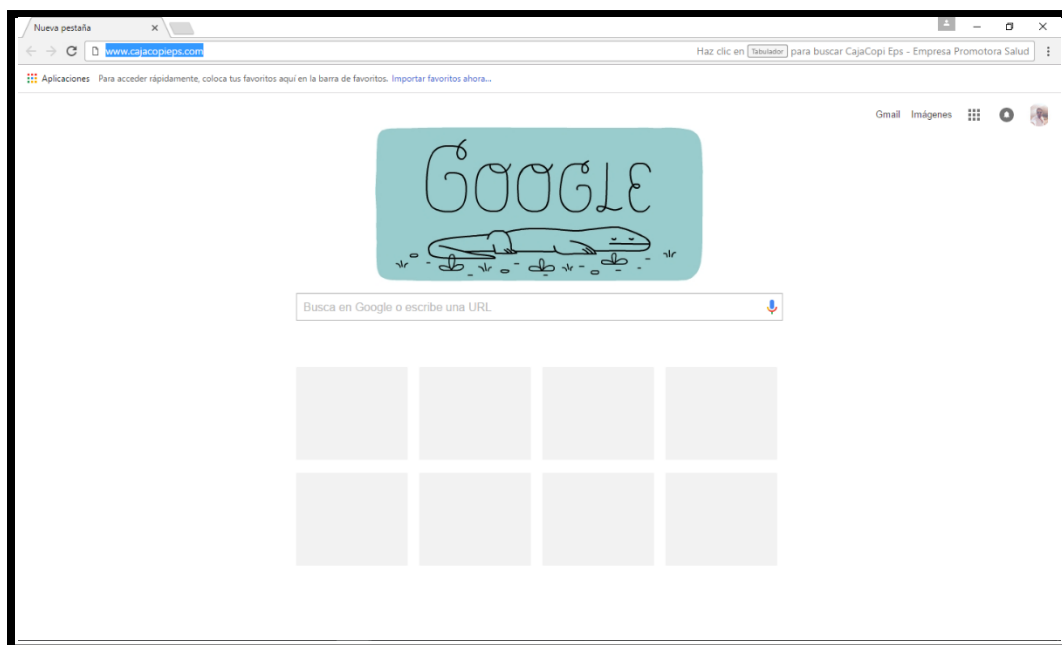 Nueva pestaña
www.cajacopieps.com
Haz clic en Tabulador para buscar CajaCopi Eps - Empresa Promotora Salud
Aplicaciones Para acceder rápidamente, coloca tus favoritos aquí en la barra de favoritos. Importar favoritos ahora...
Gmail Imágenes
GOOGLE
Busca en Google o escribe una URL